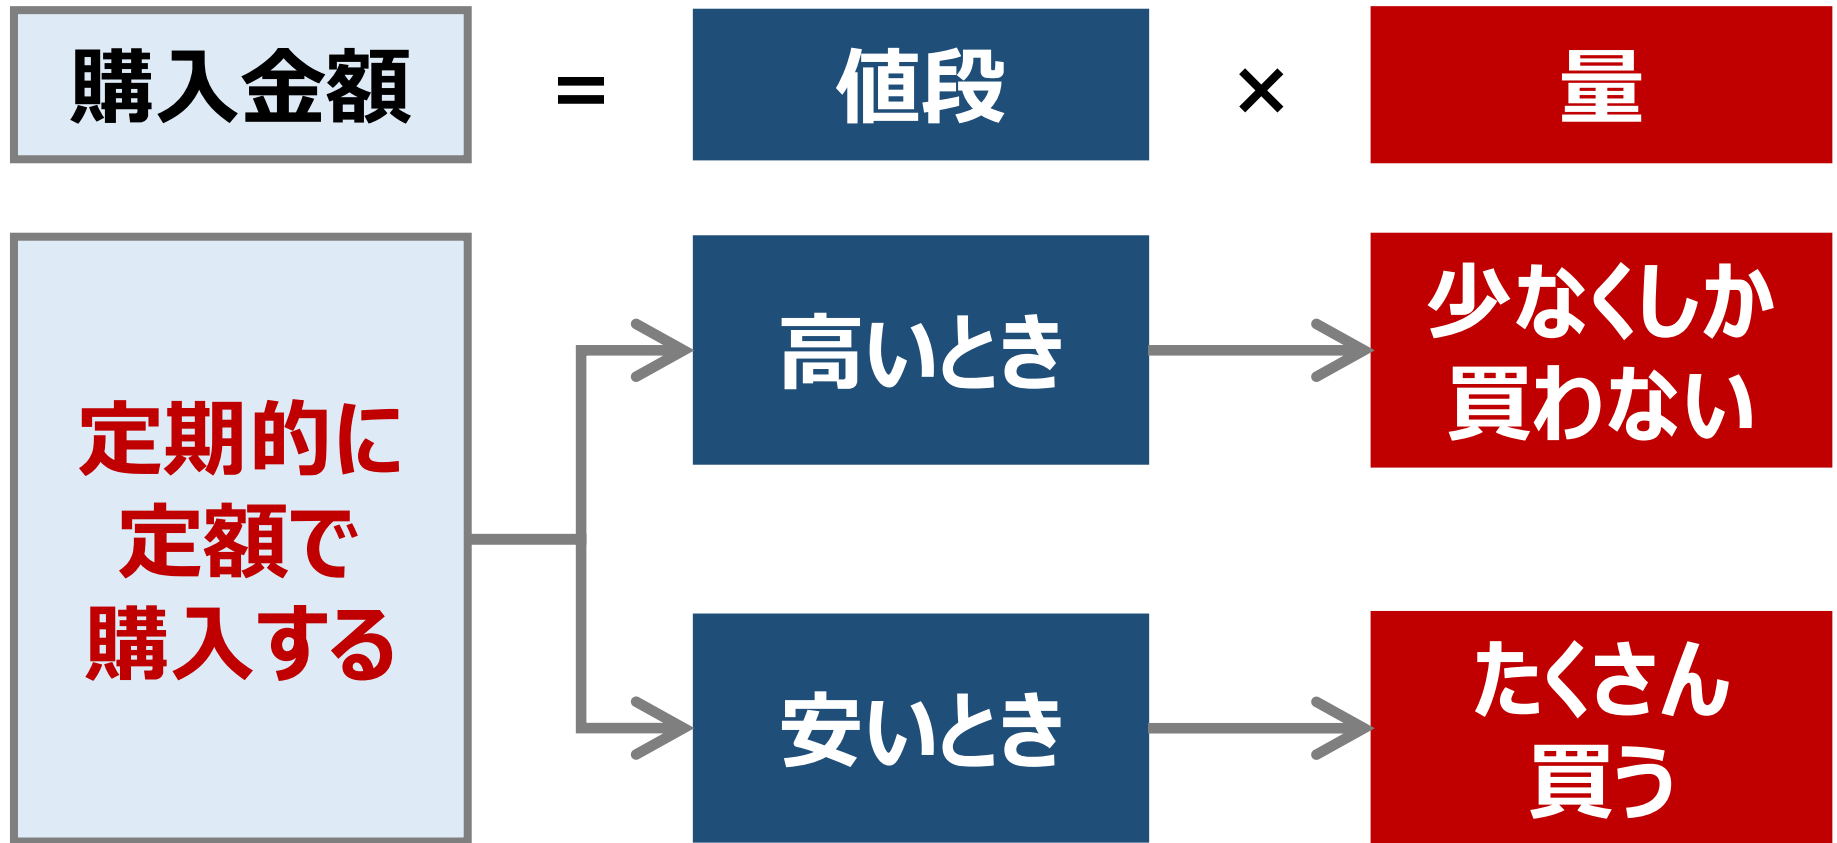 購入金額 = 値段 × 量
定期的に
定額で
購入する
高いとき
少なくしか
買わない
安いとき
たくさん
買う